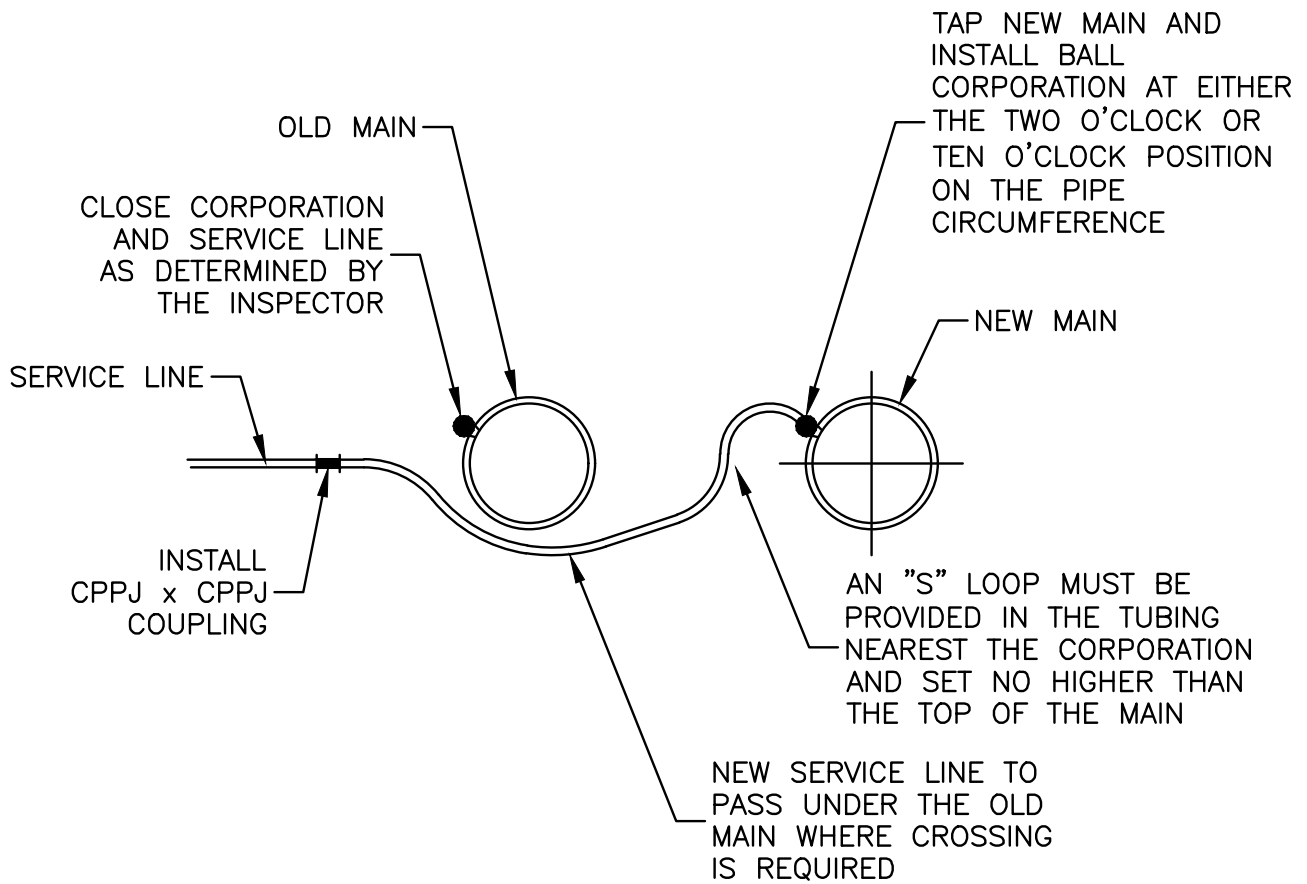 TAP NEW MAIN AND
INSTALL BALL
CORPORATION AT EITHER
THE TWO O'CLOCK OR
TEN O'CLOCK POSITION
ON THE PIPE
CIRCUMFERENCE
OLD MAIN
CLOSE CORPORATION
AND SERVICE LINE
AS DETERMINED BY
THE INSPECTOR
NEW MAIN
SERVICE LINE
INSTALL
CPPJ x CPPJ
COUPLING
AN "S" LOOP MUST BE
PROVIDED IN THE TUBING
NEAREST THE CORPORATION
AND SET NO HIGHER THAN
THE TOP OF THE MAIN
NEW SERVICE LINE TO
PASS UNDER THE OLD
MAIN WHERE CROSSING
IS REQUIRED